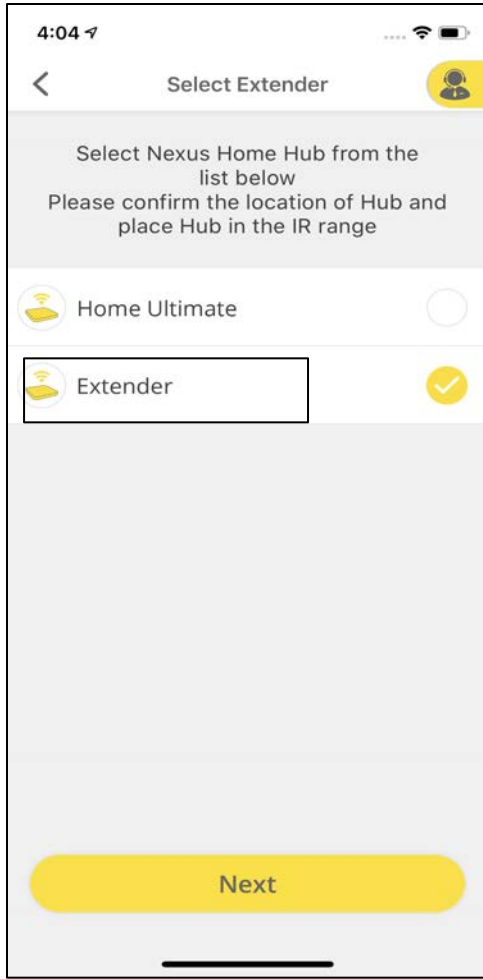 4:04
Select Extender
Select Nexus Home Hub from the
list below
Please confirm the location of Hub and
place Hub in the IR range
Home Ultimate
Extender
Next